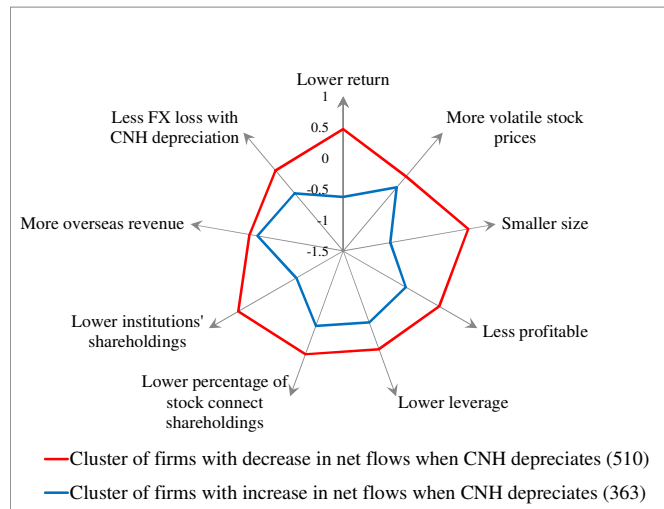 Lower return
1
0.5
0
-0.5
-1
-1.5
More volatile stock
prices
Smaller size
Less profitable
Lower leverage
Lower percentage of
stock connect
shareholdings
Lower institutions'
shareholdings
More overseas revenue
Less FX loss with
CNH depreciation
Cluster of firms with decrease in net flows when CNH depreciates (510)
Cluster of firms with increase in net flows when CNH depreciates (363)